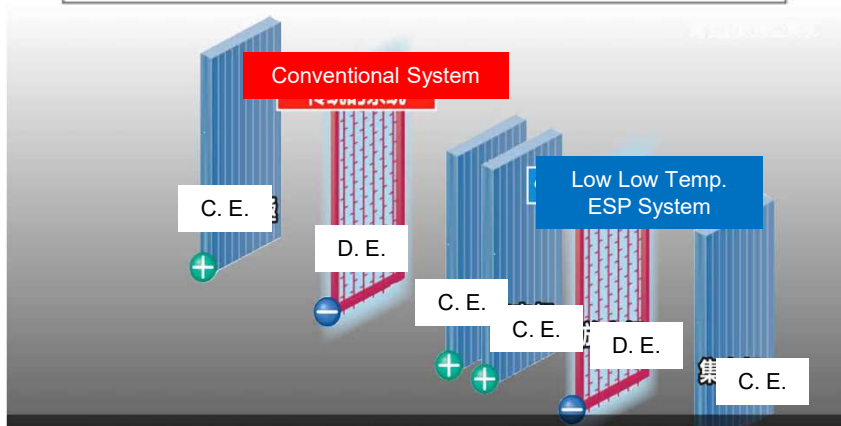 Conventional System
Low Low Temp.
ESP System
C. E.
D. E.
C. E.
C. E.
D. E.
C. E.
+
−
+
+
−